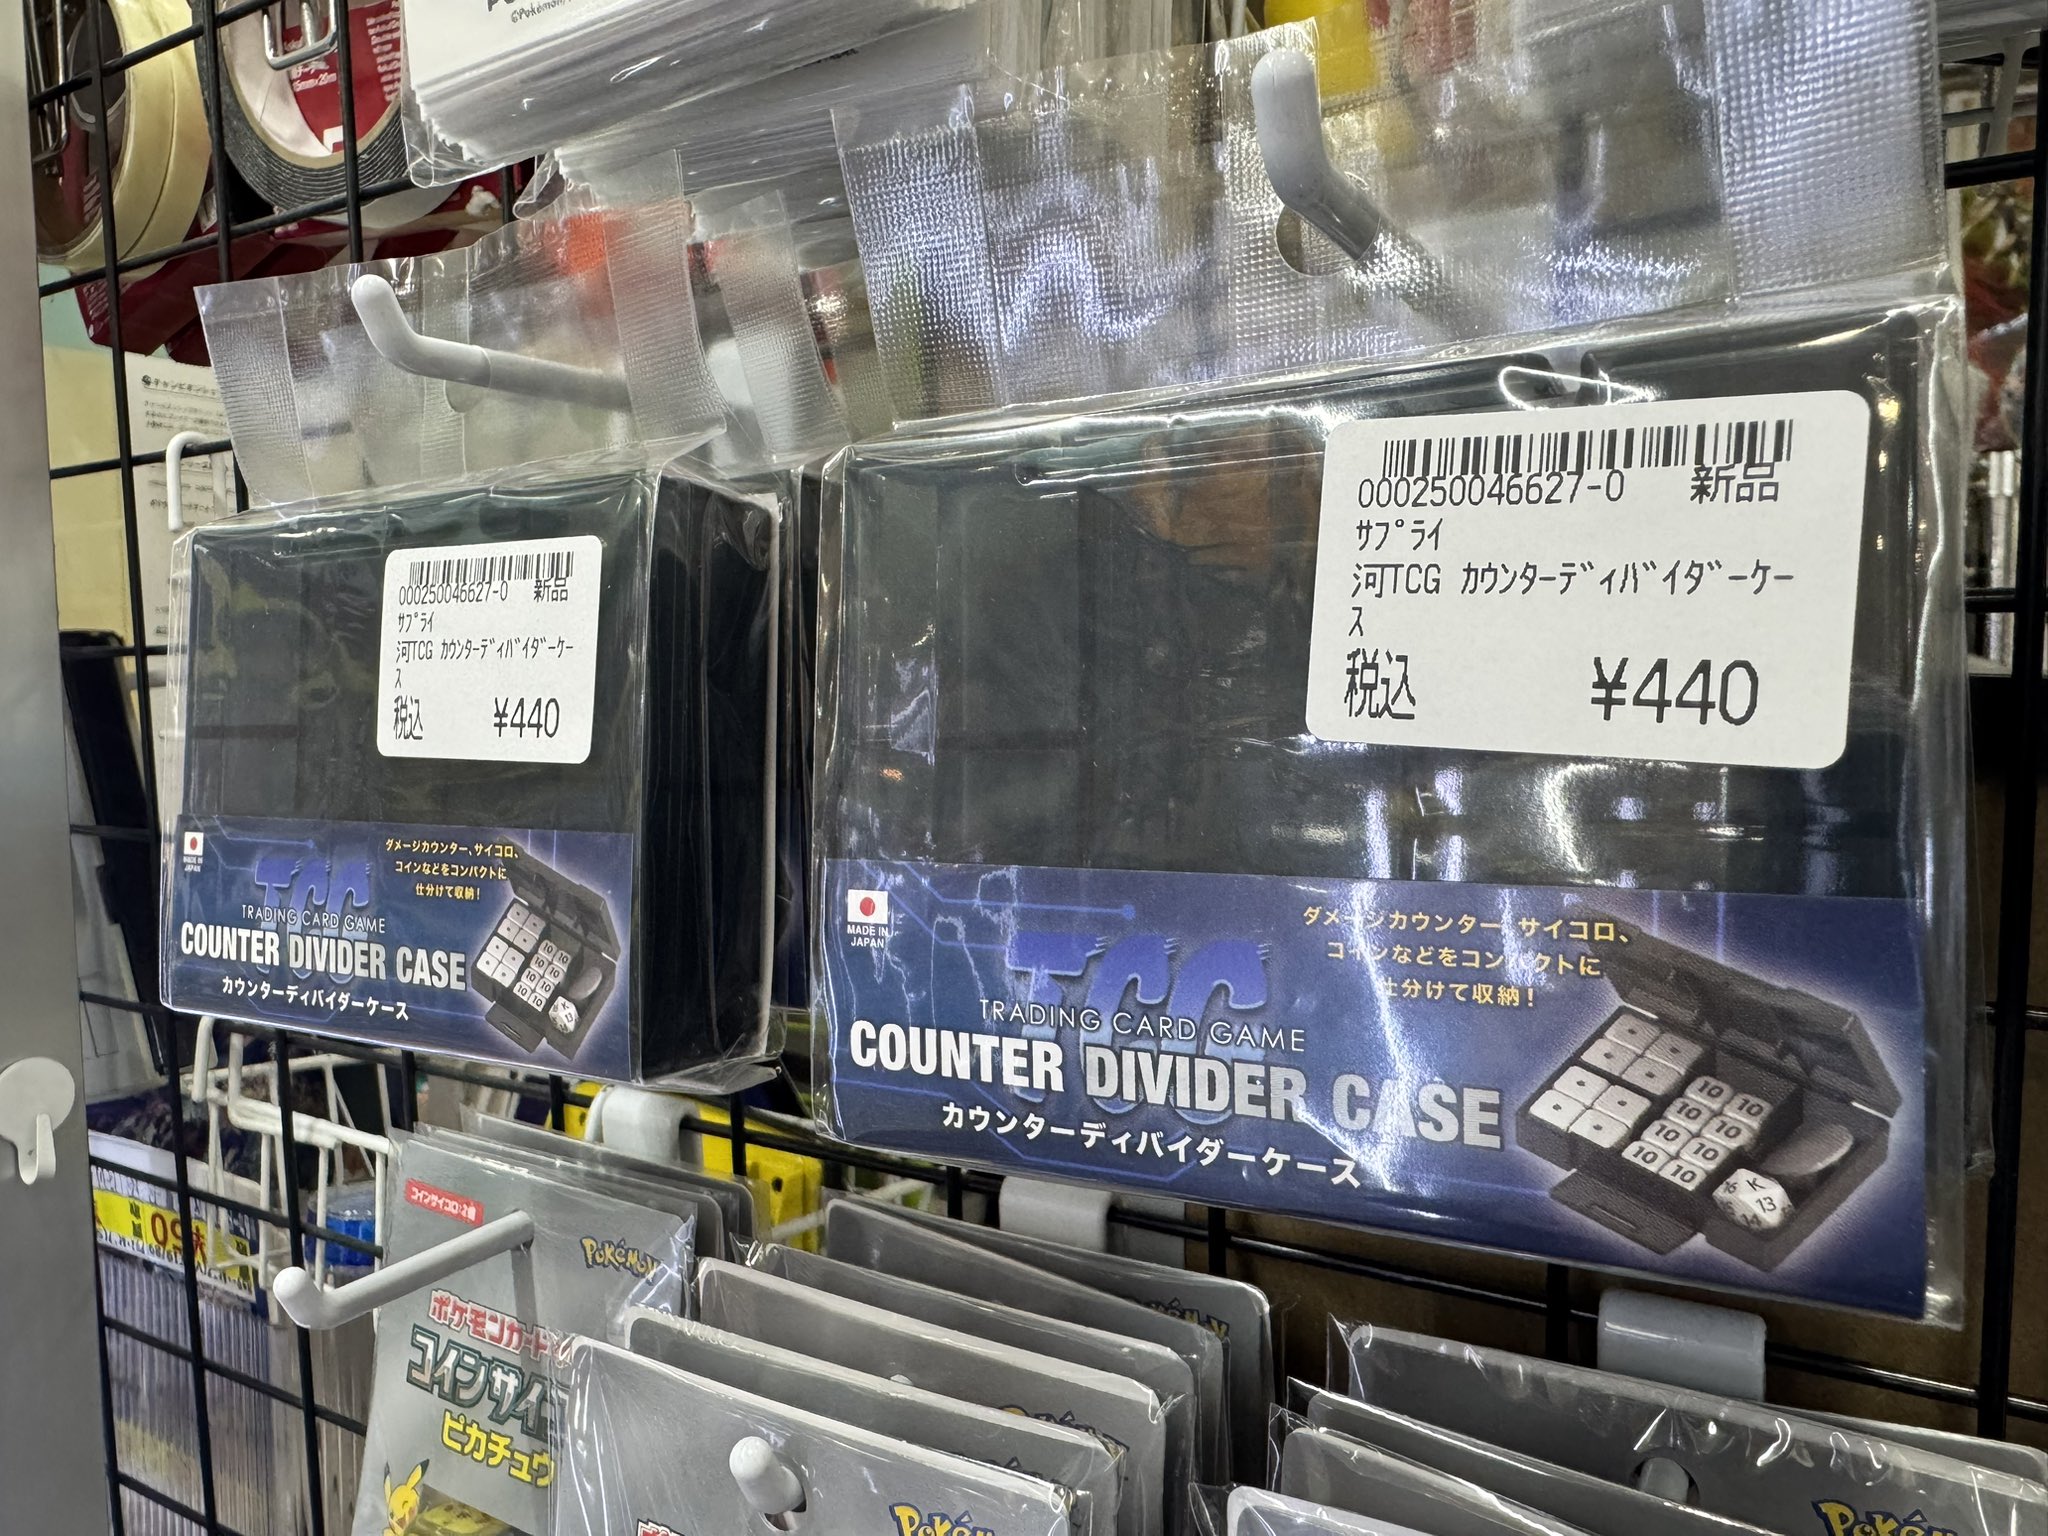 000250046627-0 新品
サプライ
河TCG カウンターディバイダーケー
ス
税込 ¥440
MADE IN
JAPAN
ダメージカウンター、サイコロ、
コインなどをコンパクトに
仕分けて収納！
TCG
TRADING CARD GAME
COUNTER DIVIDER CASE
カウンターディバイダーケース
000250046627-0 新品
サプライ
河TCG カウンターディバイダーケー
ス
税込 ¥440
MADE IN
JAPAN
ダメージカウンター、サイコロ、
コインなどをコンパクトに
仕分けて収納！
TCG
TRADING CARD GAME
COUNTER DIVIDER CASE
カウンターディバイダーケース
コインサイコロ:2個
POKÉMON
ポケモンカード
コインサイ
ピカチュウ